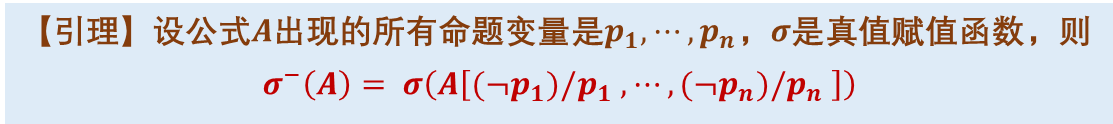 【引理】设公式A出现的所有命题变量是p₁,⋯,pₙ，σ是真值赋值函数，则
σ⁻(A) = σ(A[(¬p₁)/p₁ ,⋯,(¬pₙ)/pₙ ])